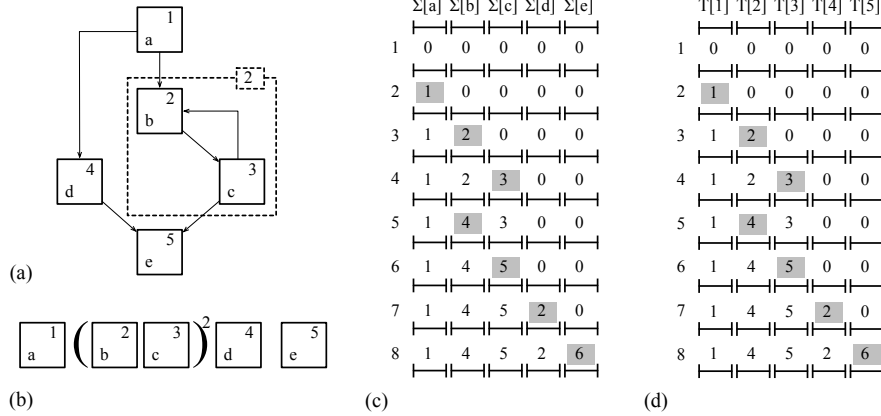 1
a
2
2
b
4
d
3
c
5
e
(a)
1 a ( 2 b 3 c )2 4 d 5 e
(b)
Σ[a] Σ[b] Σ[c] Σ[d] Σ[e]
1 0 0 0 0 0
2 1 0 0 0 0
3 1 2 0 0 0
4 1 2 3 0 0
5 1 4 3 0 0
6 1 4 5 0 0
7 1 4 5 2 0
8 1 4 5 2 6
(c)
T[1] T[2] T[3] T[4] T[5]
1 0 0 0 0 0
2 1 0 0 0 0
3 1 2 0 0 0
4 1 2 3 0 0
5 1 4 3 0 0
6 1 4 5 0 0
7 1 4 5 2 0
8 1 4 5 2 6
(d)